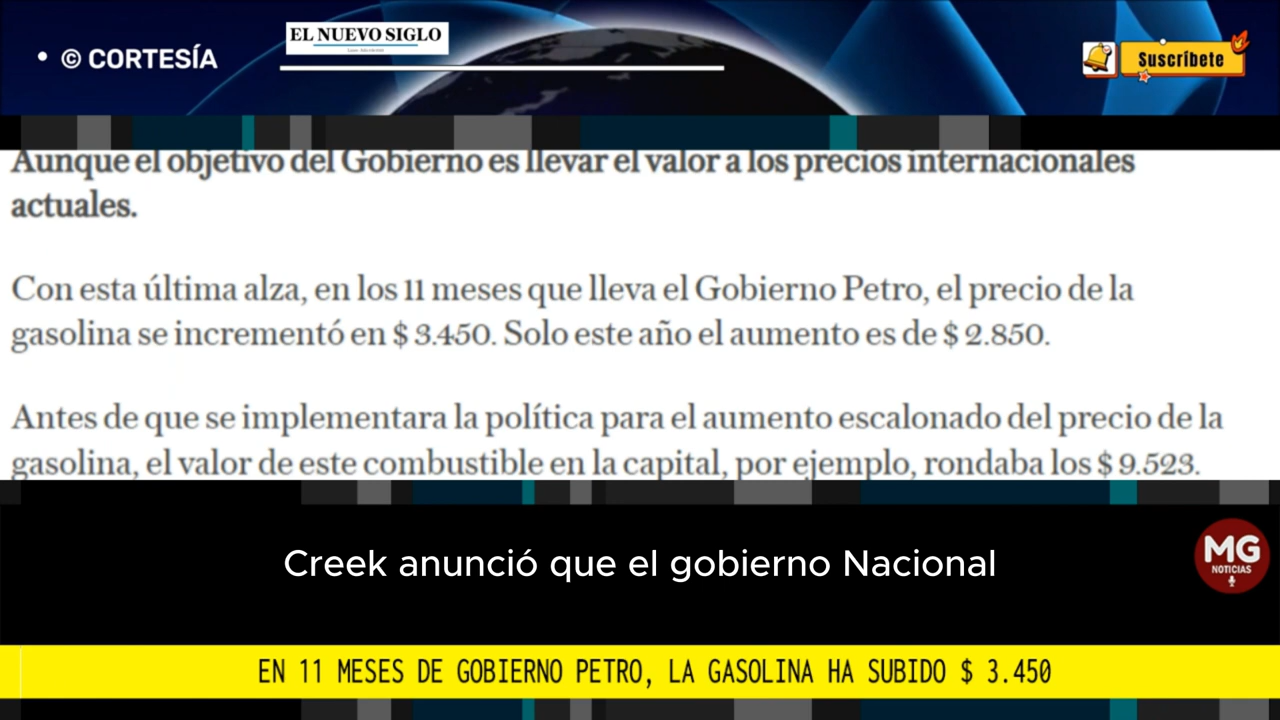 • © CORTESÍA
EL NUEVO SIGLO
Suscríbete
Aunque el objetivo del Gobierno es llevar el valor a los precios internacionales
actuales.
Con esta última alza, en los 11 meses que lleva el Gobierno Petro, el precio de la
gasolina se incrementó en $ 3.450. Solo este año el aumento es de $ 2.850.
Antes de que se implementara la política para el aumento escalonado del precio de la
gasolina, el valor de este combustible en la capital, por ejemplo, rondaba los $ 9.523.
Creek anunció que el gobierno Nacional
MG
NOTICIAS
EN 11 MESES DE GOBIERNO PETRO, LA GASOLINA HA SUBIDO $ 3.450